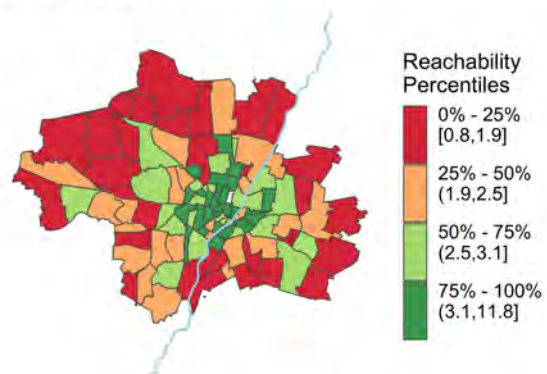 Reachability
Percentiles
0% - 25%
[0.8,1.9]
25% - 50%
(1.9,2.5]
50% - 75%
(2.5,3.1]
75% - 100%
(3.1,11.8]